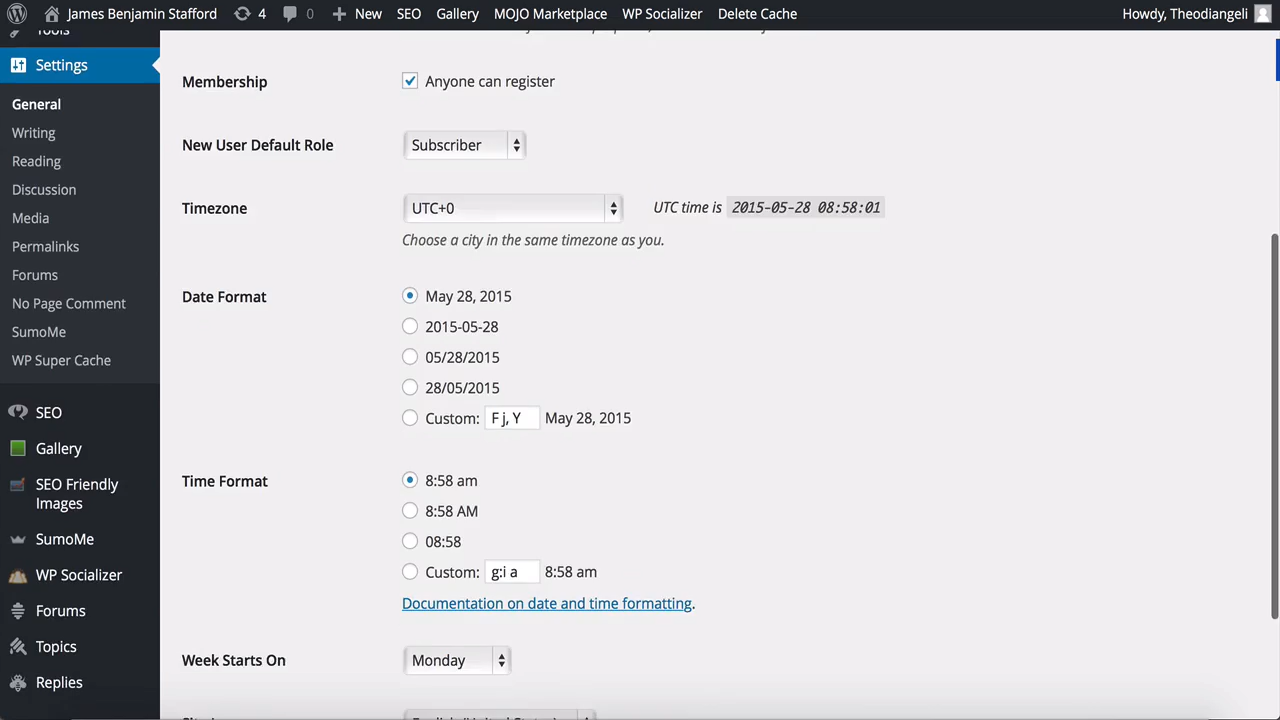 James Benjamin Stafford 4 0 New SEO Gallery MOJO Marketplace WP Socializer Delete Cache Howdy, Theodiangeli
Tools
Settings
General
Writing
Reading
Discussion
Media
Permalinks
Forums
No Page Comment
SumoMe
WP Super Cache
SEO
Gallery
SEO Friendly
Images
SumoMe
WP Socializer
Forums
Topics
Replies
Membership Anyone can register
New User Default Role Subscriber
Timezone UTC+0 UTC time is 2015-05-28 08:58:01
Choose a city in the same timezone as you.
Date Format May 28, 2015
2015-05-28
05/28/2015
28/05/2015
Custom: F j, Y May 28, 2015
Time Format 8:58 am
8:58 AM
08:58
Custom: g:i a 8:58 am
Documentation on date and time formatting.
Week Starts On Monday